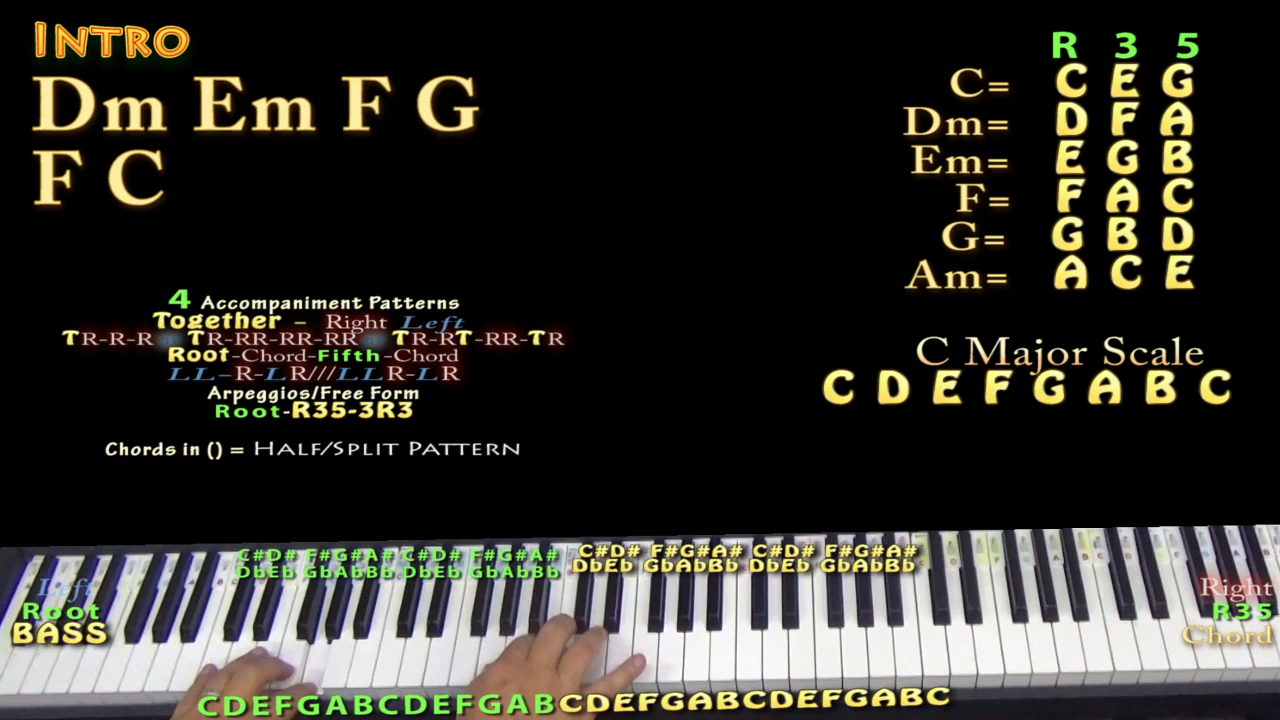 INTRO
Dm Em F G
F C
R 3 5
C= C E G
Dm= D F A
Em= E G B
F= F A C
G= G B D
Am= A C E
4 Accompaniment Patterns
Together - Right Left
TR-R-R TR-RR-RR-RR TR-RT-RR-TR
Root-Chord-Fifth-Chord
LL-R-LR///LLR-LR
Arpeggios/Free Form
Root-R35-3R3
Chords in () = HALF/SPLIT PATTERN
C Major Scale
C D E F G A B C
C#D# F#G#A# C#D# F#G#A# C#D# F#G#A# C#D# F#G#A#
DbEb GbAbBb DbEb GbAbBb DbEb GbAbBb DbEb GbAbBb
Left
Root
BASS
Right
R35
Chord
CDEFGABCDEFGABCDEFGABCDEFGABC